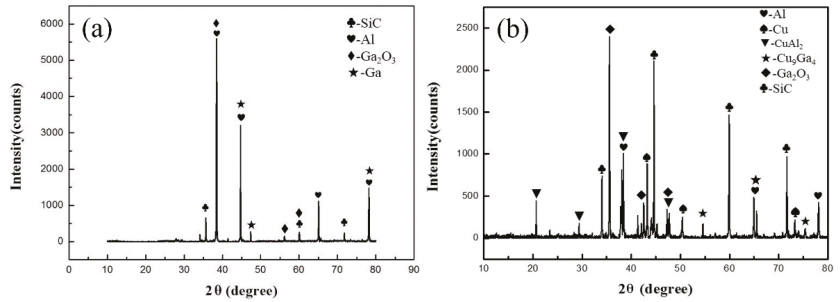 (a)
♣-SiC
♥-Al
♦-Ga₂O₃
★-Ga
6000
5000
4000
3000
2000
1000
0
Intensity(counts)
0 10 20 30 40 50 60 70 80 90
2θ (degree)
(b)
♥-Al
♠-Cu
▼-CuAl₂
★-Cu₉Ga₄
◆-Ga₂O₃
♣-SiC
2500
2000
1500
1000
500
0
Intensity(counts)
10 20 30 40 50 60 70 80
2θ (degree)